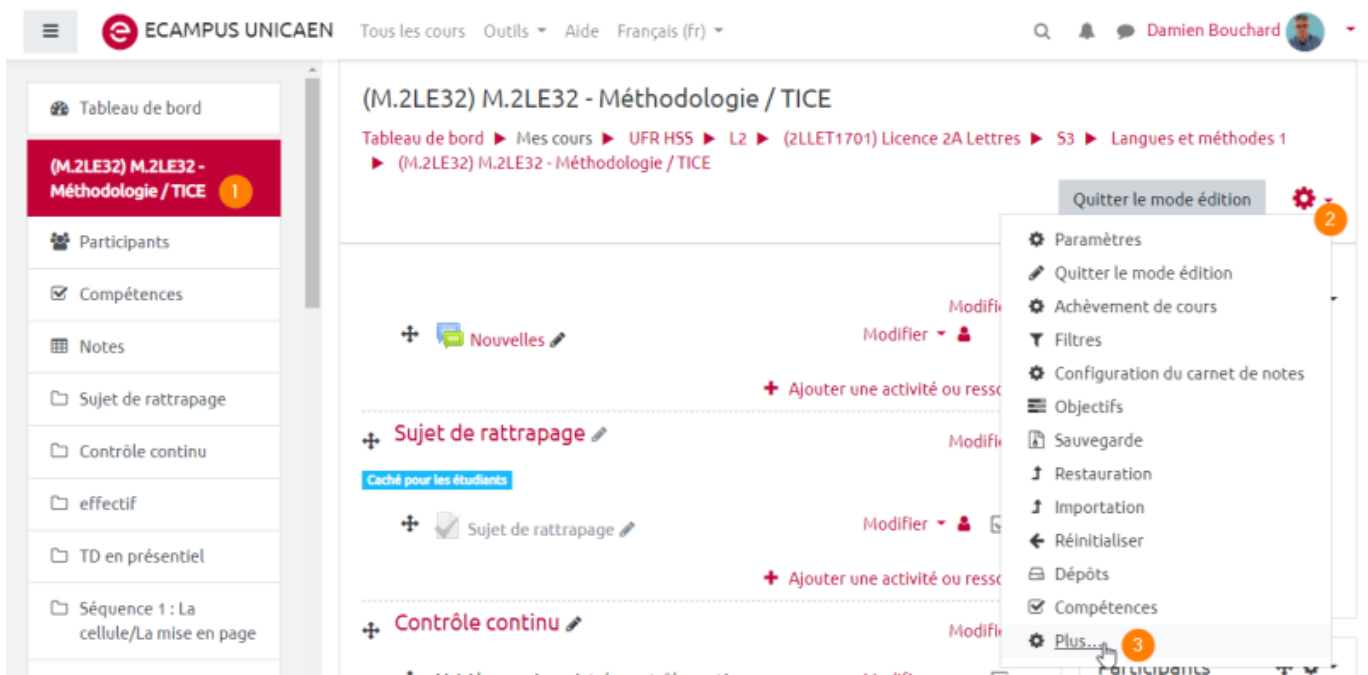 ECAMPUS UNICAEN Tous les cours Outils Aide Français (fr) Damien Bouchard
Tableau de bord
(M.2LE32) M.2LE32 -
Méthodologie / TICE 1
Participants
Compétences
Notes
Sujet de rattrapage
Contrôle continu
effectif
TD en présentiel
Séquence 1 : La
cellule/La mise en page
(M.2LE32) M.2LE32 - Méthodologie / TICE
Tableau de bord ▶ Mes cours ▶ UFR HSS ▶ L2 ▶ (2LLET1701) Licence 2A Lettres ▶ S3 ▶ Langues et méthodes 1
▶ (M.2LE32) M.2LE32 - Méthodologie / TICE
Quitter le mode édition 2
Modifi
Nouvelles Modifier
Ajouter une activité ou resso
Sujet de rattrapage Modifi
Caché pour les étudiants
Sujet de rattrapage Modifier
Ajouter une activité ou resso
Contrôle continu Modifi
Paramètres
Quitter le mode édition
Achèvement de cours
Filtres
Configuration du carnet de notes
Objectifs
Sauvegarde
Restauration
Importation
Réinitialiser
Dépôts
Compétences
Plus... 3
Participants